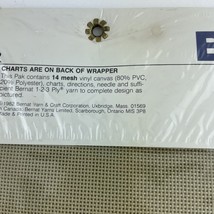 CHARTS ARE ON BACK OF WRAPPER
This Pak contains 14 mesh vinyl canvas (80% PVC,
20% Polyester), charts, directions, needle and suffi-
cient Bernat 1-2-3 Ply® yarn to complete design as
pictured.
©1982 Bernat Yarn & Craft Corporation, Uxbridge, Mass. 01569
In Canada: Bernat Yarns Limited, Scarborough, Ontario M1S 3P8
Made & Printed in U.S.A.